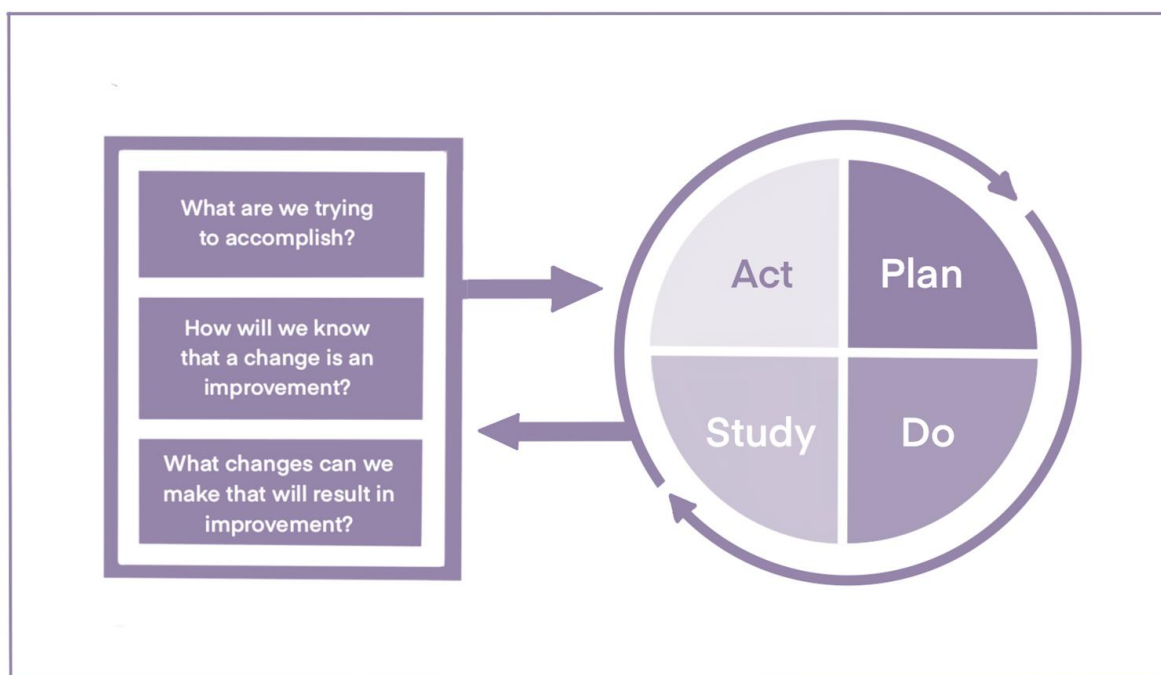 What are we trying
to accomplish?
How will we know
that a change is an
improvement?
What changes can we
make that will result in
improvement?
Act
Plan
Study
Do